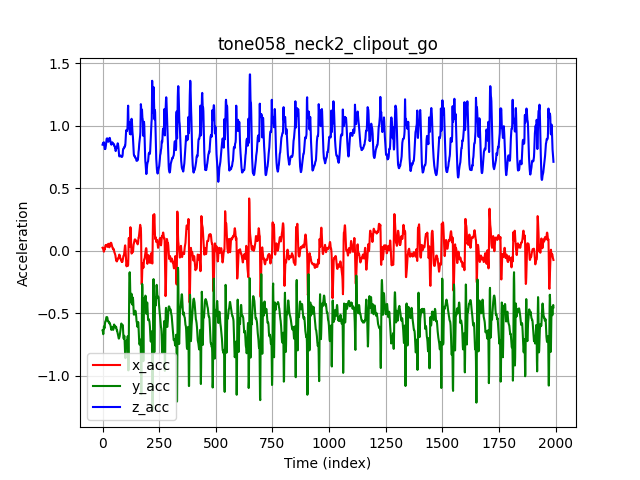 tone058_neck2_clipout_go
Acceleration
1.5
1.0
0.5
0.0
−0.5
−1.0
x_acc
y_acc
z_acc
0 250 500 750 1000 1250 1500 1750 2000
Time (index)